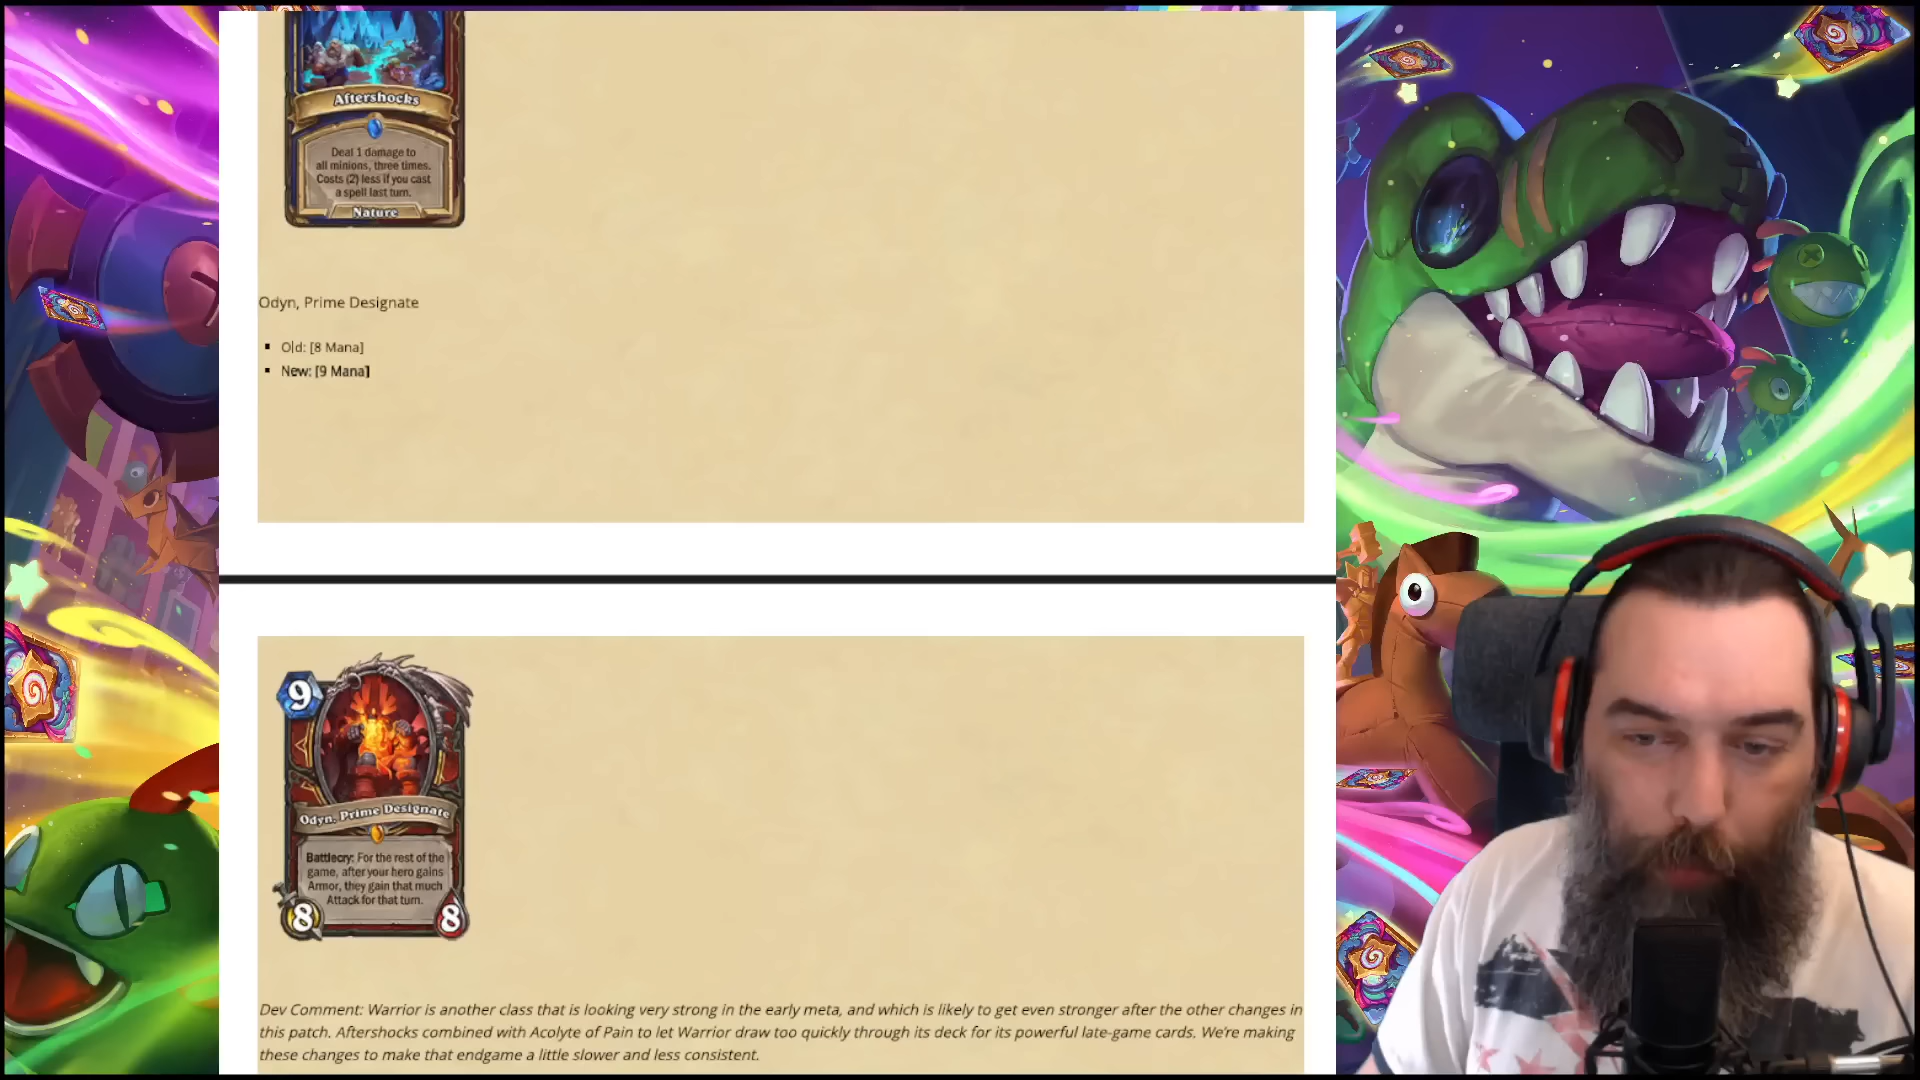 Aftershocks
Deal 1 damage to
all minions, three times.
Costs (2) less if you cast
a spell last turn.
Nature
Odyn, Prime Designate
Old: [8 Mana]
New: [9 Mana]
9
Odyn, Prime Designate
Battlecry: For the rest of the
game, after your hero gains
Armor, they gain that much
Attack for that turn.
8 8
Dev Comment: Warrior is another class that is looking very strong in the early meta, and which is likely to get even stronger after the other changes in
this patch. Aftershocks combined with Acolyte of Pain to let Warrior draw too quickly through its deck for its powerful late-game cards. We're making
these changes to make that endgame a little slower and less consistent.